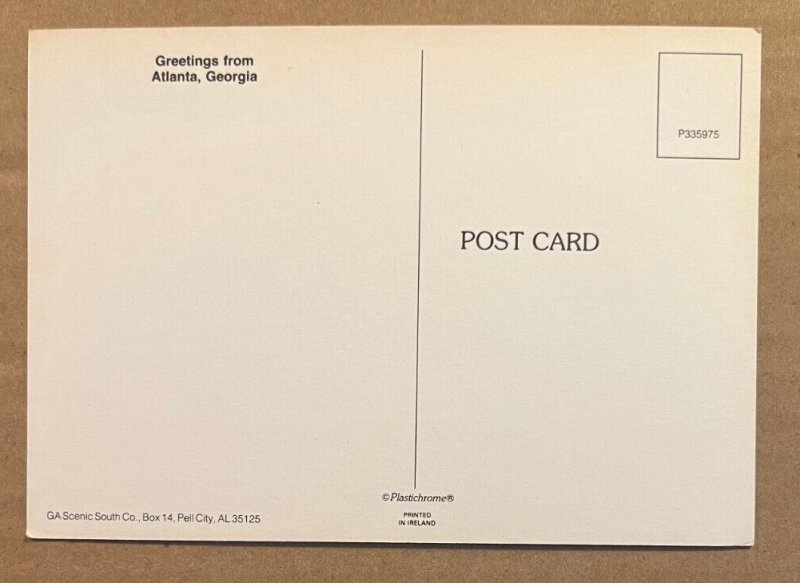 Greetings from
Atlanta, Georgia
P335975
POST CARD
©Plastichrome®
GA Scenic South Co., Box 14, Pell City, AL 35125
PRINTED
IN IRELAND